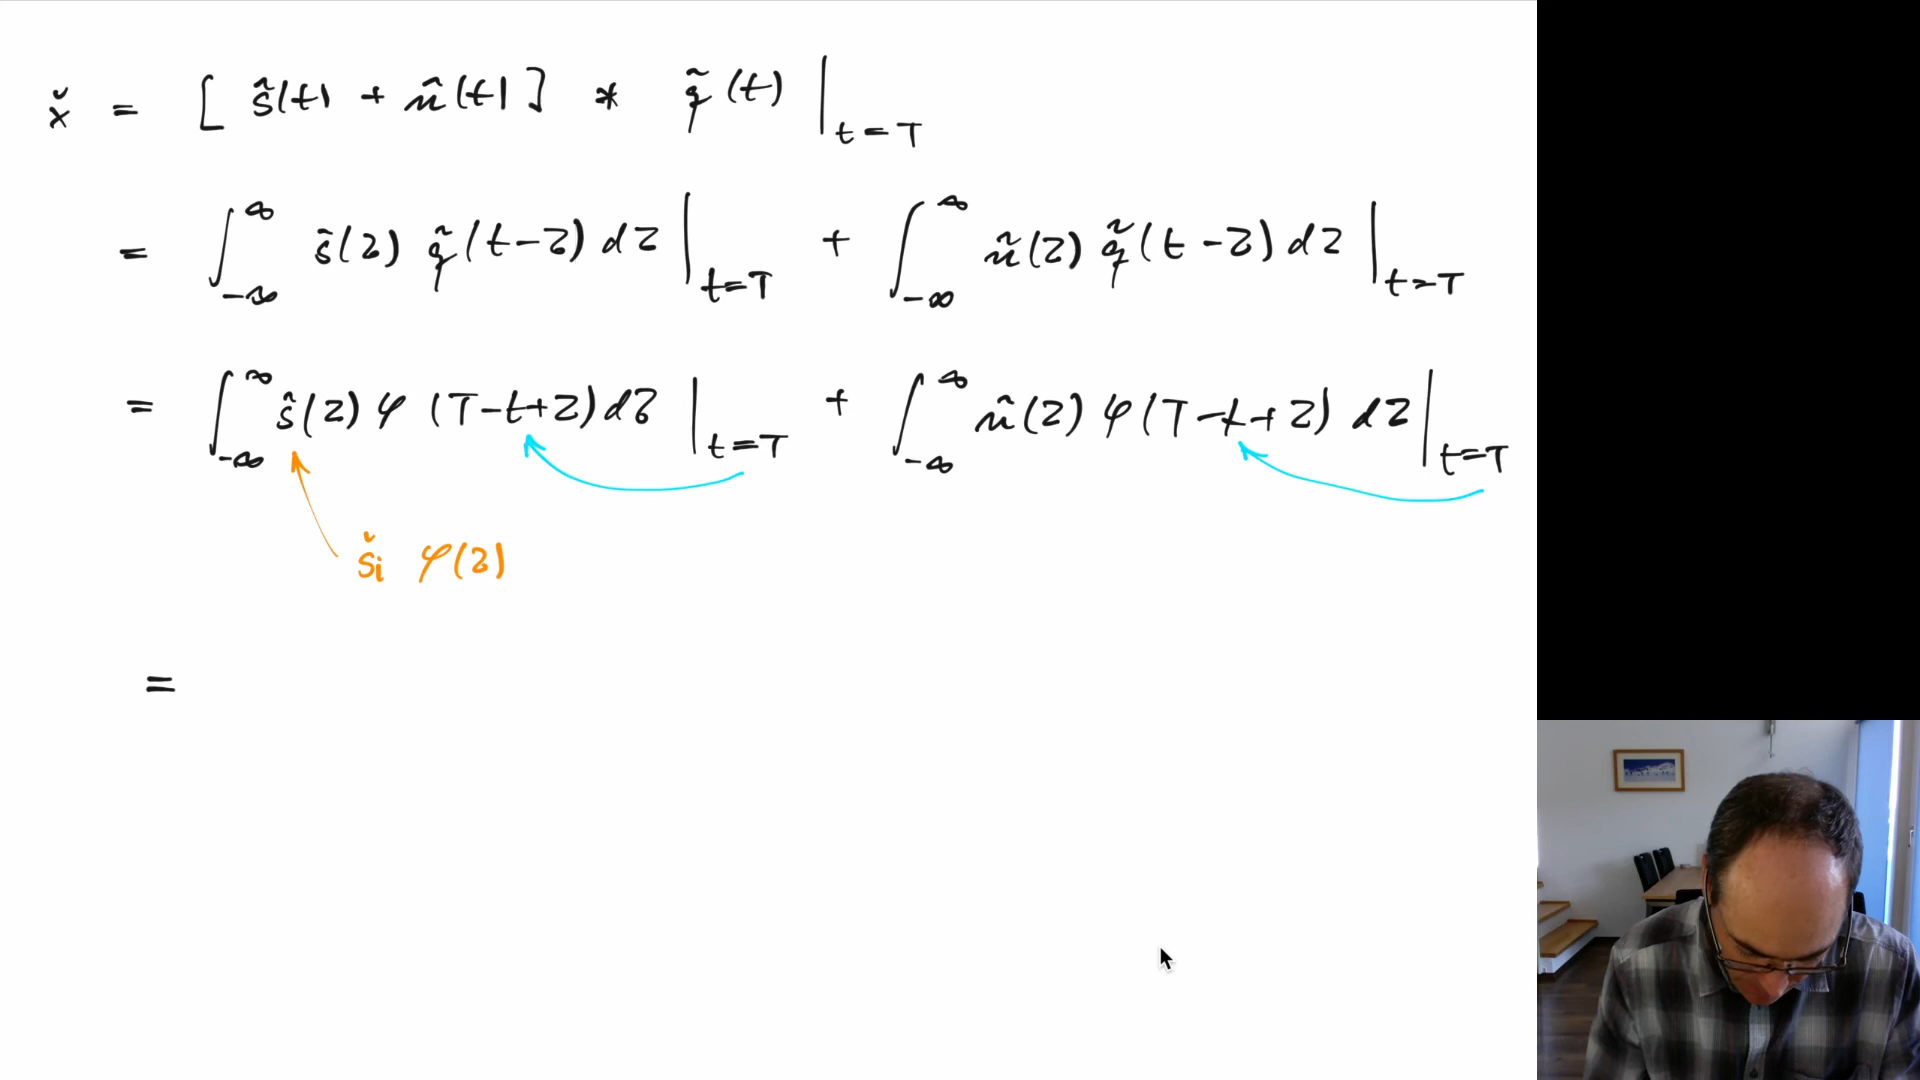 x̌ = [ ŝ(t) + n̂(t) ] * q̃(t) |t=T
= ∫_{-∞}^{∞} s̃(z) q̃(t-z) dz |t=T + ∫_{-∞}^{∞} ñ(z) q̃(t-z) dz |t=T
= ∫_{-∞}^{∞} ŝ(z) φ (T-t+z) dz |t=T + ∫_{-∞}^{∞} n̂(z) φ(T-t+z) dz |t=T
šᵢ φ(z)
=